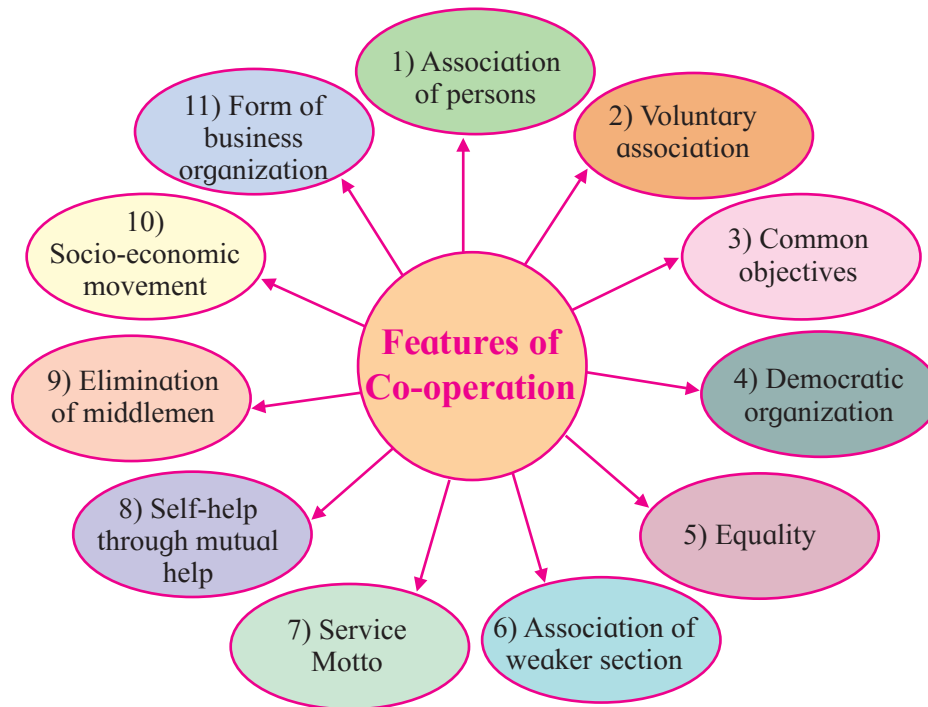 1) Association
of persons
2) Voluntary
association
3) Common
objectives
4) Democratic
organization
5) Equality
6) Association of
weaker section
7) Service
Motto
8) Self-help
through mutual
help
9) Elimination
of middlemen
10)
Socio-economic
movement
11) Form of
business
organization
Features of
Co-operation